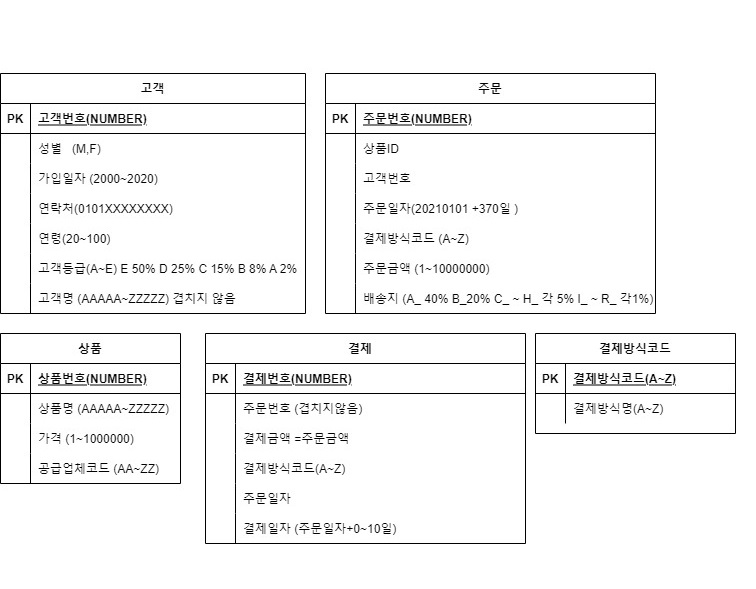 고객
PK 고객번호(NUMBER)
성별 (M,F)
가입일자 (2000~2020)
연락처(0101XXXXXXXX)
연령(20~100)
고객등급(A~E) E 50% D 25% C 15% B 8% A 2%
고객명 (AAAAA~ZZZZZ) 겹치지 않음
주문
PK 주문번호(NUMBER)
상품ID
고객번호
주문일자(20210101 +370일 )
결제방식코드 (A~Z)
주문금액 (1~10000000)
배송지 (A_ 40% B_20% C_ ~ H_ 각 5% I_ ~ R_ 각1%)
상품
PK 상품번호(NUMBER)
상품명 (AAAAA~ZZZZZ)
가격 (1~1000000)
공급업체코드 (AA~ZZ)
결제
PK 결제번호(NUMBER)
주문번호 (겹치지않음)
결제금액 =주문금액
결제방식코드(A~Z)
주문일자
결제일자 (주문일자+0~10일)
결제방식코드
PK 결제방식코드(A~Z)
결제방식명(A~Z)